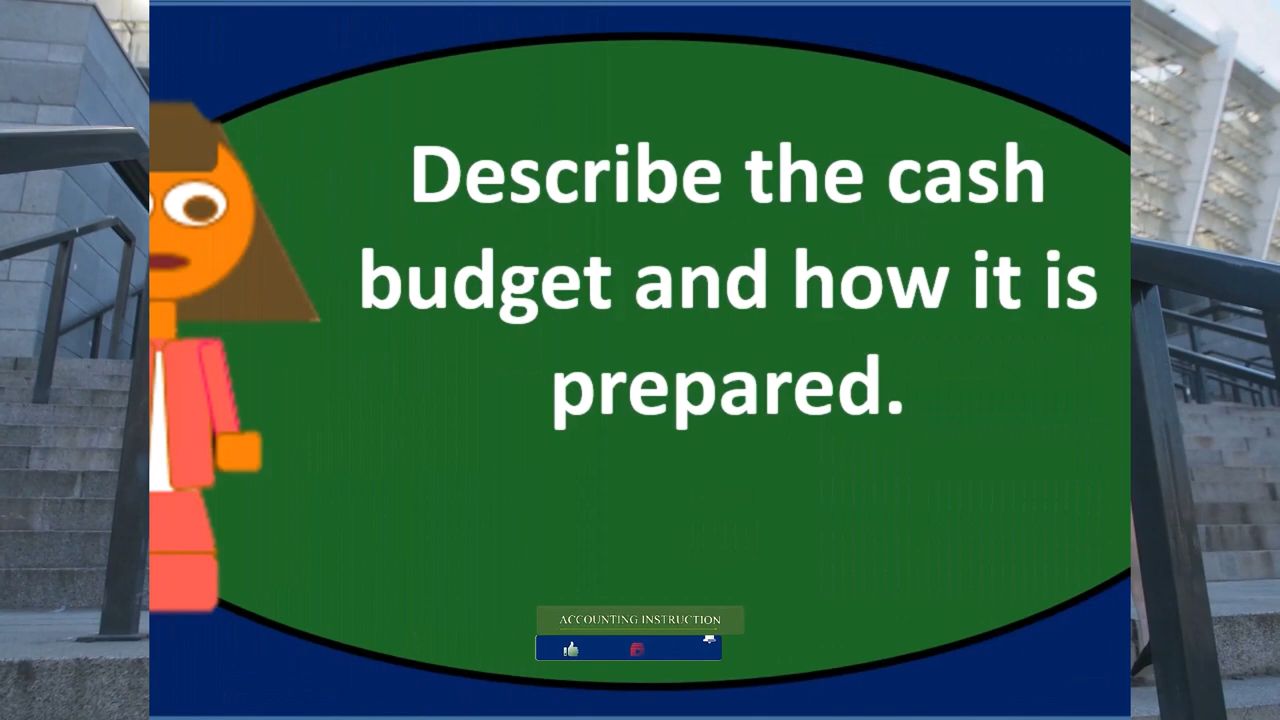 Describe the cash
budget and how it is
prepared.
ACCOUNTING INSTRUCTION